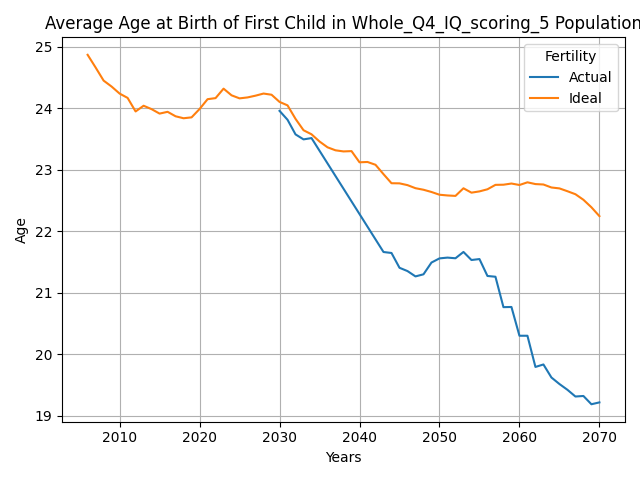 Average Age at Birth of First Child in Whole_Q4_IQ_scoring_5 Population
25
24
23
22
21
20
19
Age
Fertility
Actual
Ideal
2010 2020 2030 2040 2050 2060 2070
Years